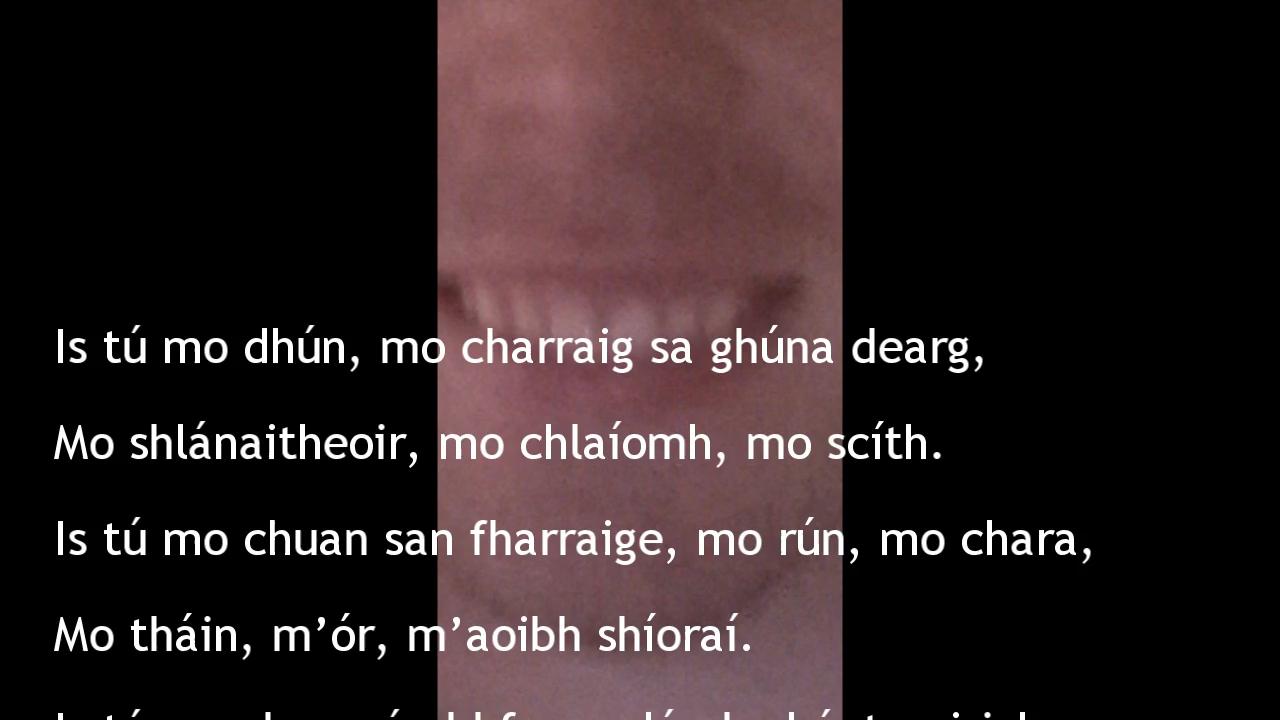 Is tú mo dhún, mo charraig sa ghúna dearg,
Mo shlánaitheoir, mo chlaíomh, mo scíth.
Is tú mo chuan san fharraige, mo rún, mo chara,
Mo tháin, m’ór, m’aoibh shíoraí.